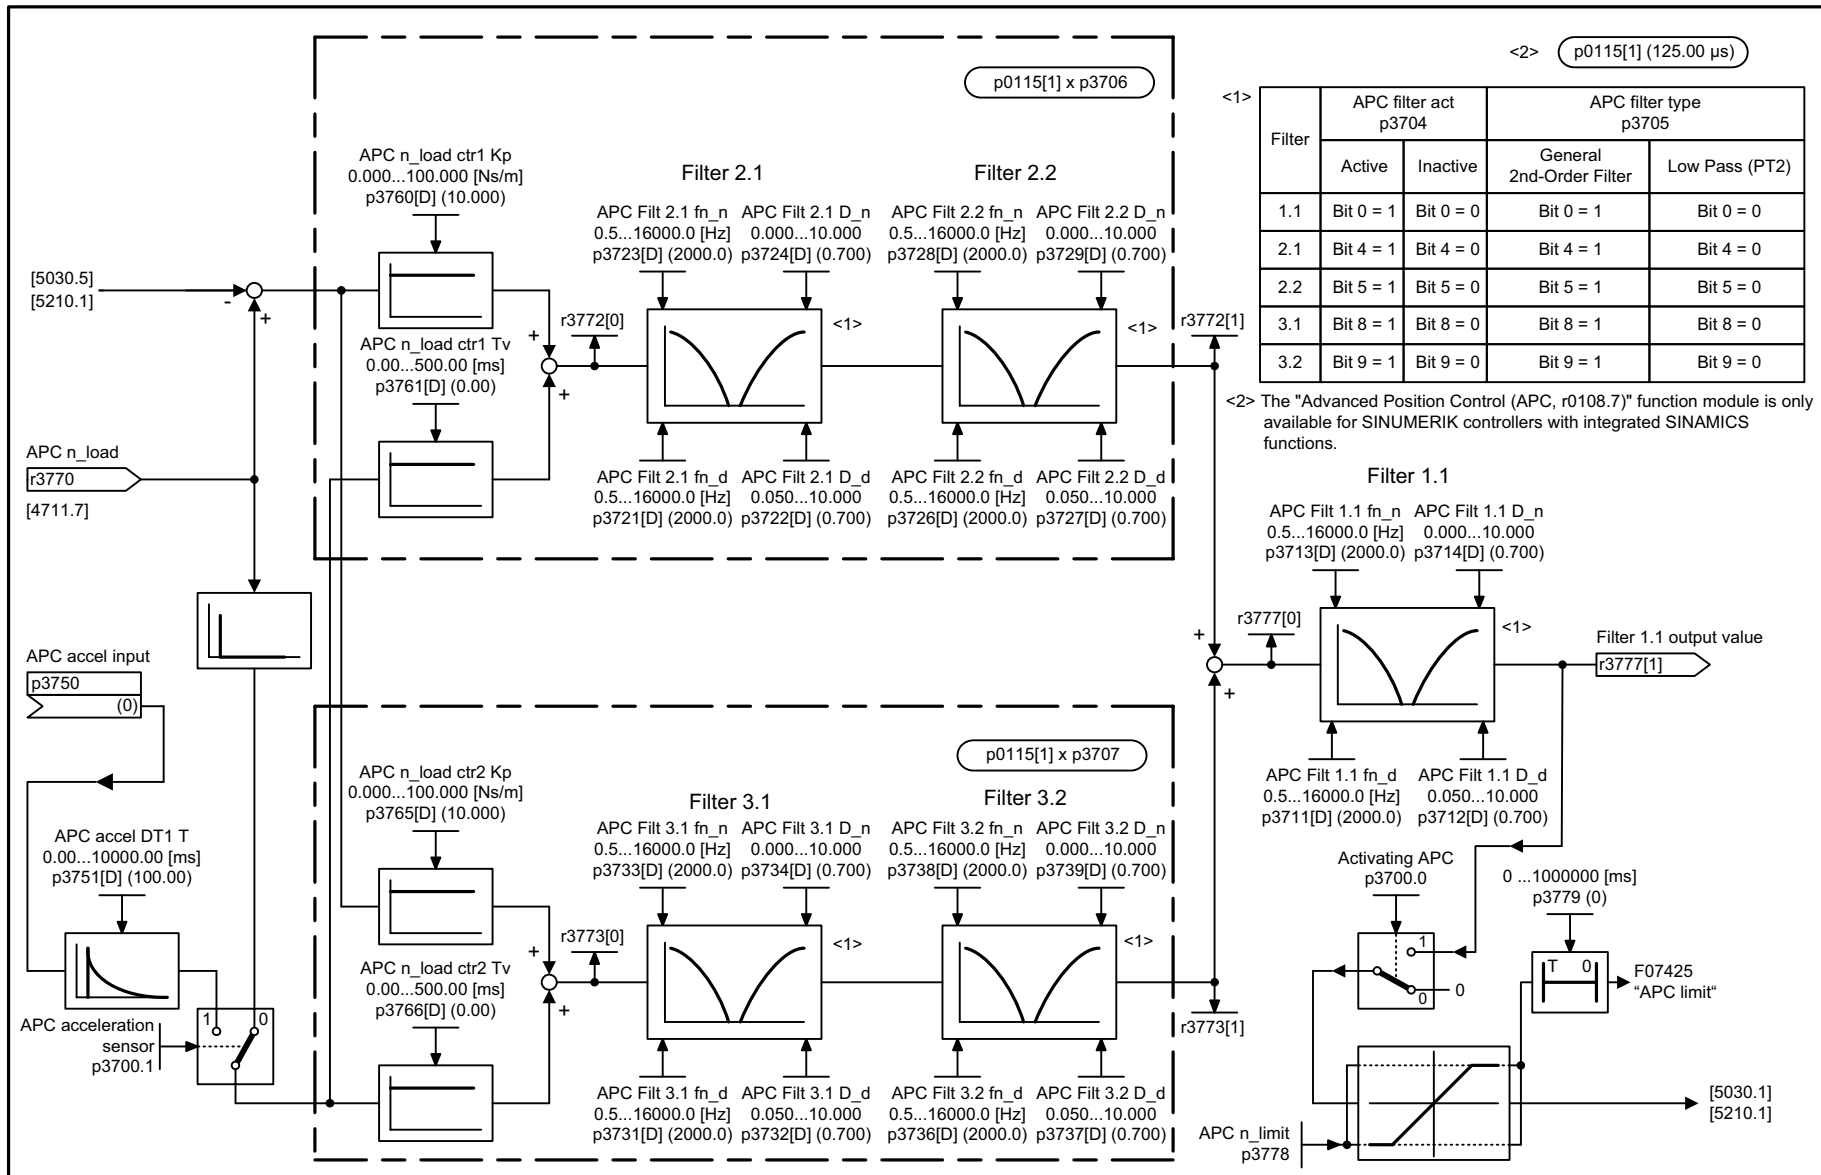 <2> p0115[1] (125.00 µs)
p0115[1] x p3706
<1>
Filter
APC filter act
p3704
APC filter type
p3705
Active
Inactive
General
2nd-Order Filter
Low Pass (PT2)
1.1 Bit 0 = 1 Bit 0 = 0 Bit 0 = 1 Bit 0 = 0
2.1 Bit 4 = 1 Bit 4 = 0 Bit 4 = 1 Bit 4 = 0
2.2 Bit 5 = 1 Bit 5 = 0 Bit 5 = 1 Bit 5 = 0
3.1 Bit 8 = 1 Bit 8 = 0 Bit 8 = 1 Bit 8 = 0
3.2 Bit 9 = 1 Bit 9 = 0 Bit 9 = 1 Bit 9 = 0
<2> The "Advanced Position Control (APC, r0108.7)" function module is only
available for SINUMERIK controllers with integrated SINAMICS
functions.
APC n_load ctr1 Kp
0.000...100.000 [Ns/m]
p3760[D] (10.000)
Filter 2.1
APC Filt 2.1 fn_n
0.5...16000.0 [Hz]
p3723[D] (2000.0)
APC Filt 2.1 D_n
0.000...10.000
p3724[D] (0.700)
Filter 2.2
APC Filt 2.2 fn_n
0.5...16000.0 [Hz]
p3728[D] (2000.0)
APC Filt 2.2 D_n
0.000...10.000
p3729[D] (0.700)
[5030.5]
[5210.1]
-
+
APC n_load ctr1 Tv
0.00...500.00 [ms]
p3761[D] (0.00)
+
+
r3772[0]
<1>
<1>
r3772[1]
APC n_load
r3770
[4711.7]
APC Filt 2.1 fn_d
0.5...16000.0 [Hz]
p3721[D] (2000.0)
APC Filt 2.1 D_d
0.050...10.000
p3722[D] (0.700)
APC Filt 2.2 fn_d
0.5...16000.0 [Hz]
p3726[D] (2000.0)
APC Filt 2.2 D_d
0.050...10.000
p3727[D] (0.700)
Filter 1.1
APC Filt 1.1 fn_n
0.5...16000.0 [Hz]
p3713[D] (2000.0)
APC Filt 1.1 D_n
0.000...10.000
p3714[D] (0.700)
+
+
r3777[0]
<1>
Filter 1.1 output value
r3777[1]
APC Filt 1.1 fn_d
0.5...16000.0 [Hz]
p3711[D] (2000.0)
APC Filt 1.1 D_d
0.050...10.000
p3712[D] (0.700)
APC accel input
p3750
(0)
APC accel DT1 T
0.00...10000.00 [ms]
p3751[D] (100.00)
APC acceleration
sensor
p3700.1
1
0
p0115[1] x p3707
APC n_load ctr2 Kp
0.000...100.000 [Ns/m]
p3765[D] (10.000)
Filter 3.1
APC Filt 3.1 fn_n
0.5...16000.0 [Hz]
p3733[D] (2000.0)
APC Filt 3.1 D_n
0.000...10.000
p3734[D] (0.700)
Filter 3.2
APC Filt 3.2 fn_n
0.5...16000.0 [Hz]
p3738[D] (2000.0)
APC Filt 3.2 D_n
0.000...10.000
p3739[D] (0.700)
APC n_load ctr2 Tv
0.00...500.00 [ms]
p3766[D] (0.00)
+
+
r3773[0]
<1>
<1>
r3773[1]
APC Filt 3.1 fn_d
0.5...16000.0 [Hz]
p3731[D] (2000.0)
APC Filt 3.1 D_d
0.050...10.000
p3732[D] (0.700)
APC Filt 3.2 fn_d
0.5...16000.0 [Hz]
p3736[D] (2000.0)
APC Filt 3.2 D_d
0.050...10.000
p3737[D] (0.700)
Activating APC
p3700.0
1
0
0
0 ...1000000 [ms]
p3779 (0)
T 0
F07425
“APC limit“
APC n_limit
p3778
[5030.1]
[5210.1]